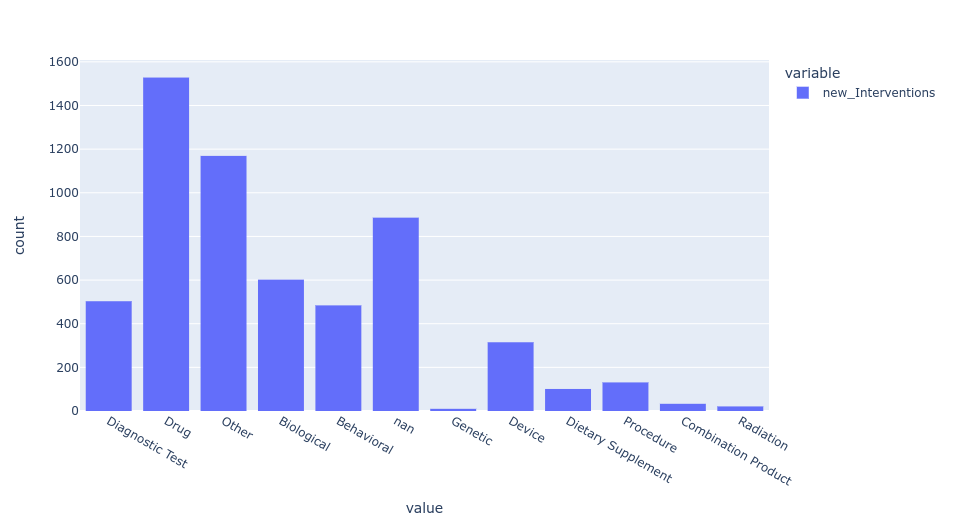 variable
new_Interventions
1600
1400
1200
1000
800
600
400
200
0
count
Diagnostic Test
Drug
Other
Biological
Behavioral
nan
Genetic
Device
Dietary Supplement
Procedure
Combination Product
Radiation
value